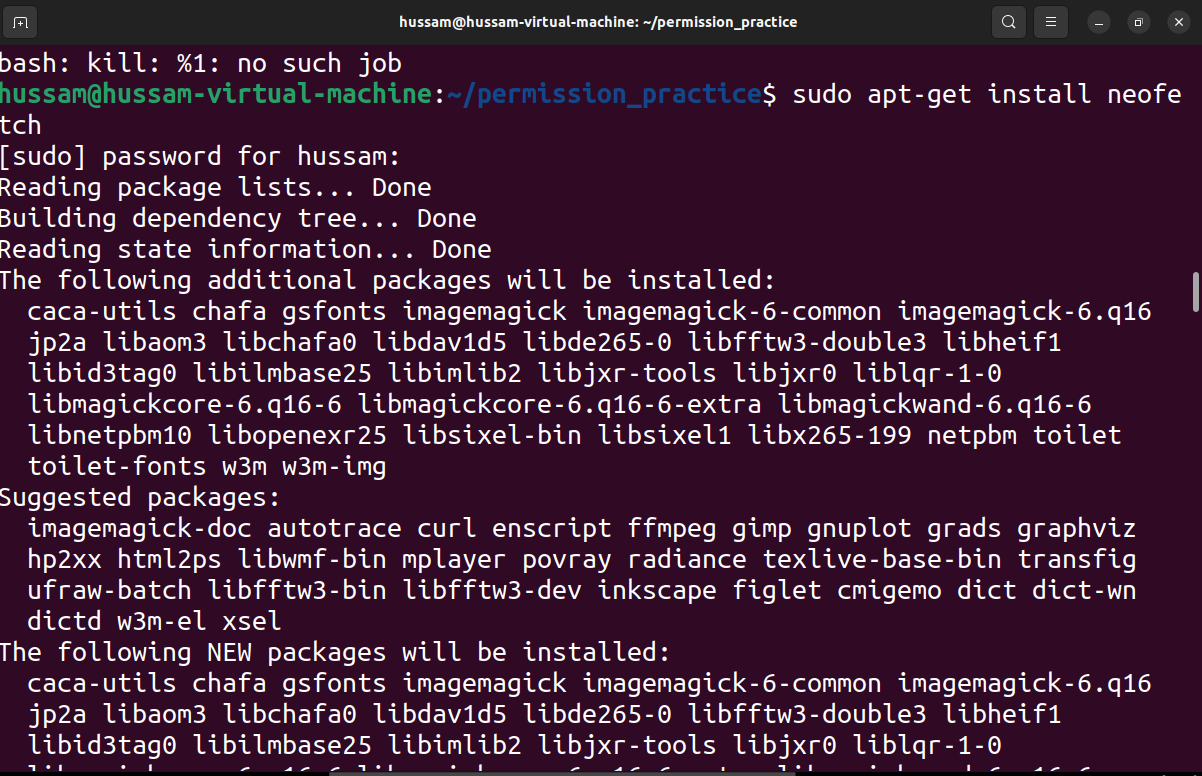 hussam@hussam-virtual-machine: ~/permission_practice
bash: kill: %1: no such job
hussam@hussam-virtual-machine:~/permission_practice$ sudo apt-get install neofe
tch
[sudo] password for hussam:
Reading package lists... Done
Building dependency tree... Done
Reading state information... Done
The following additional packages will be installed:
caca-utils chafa gsfonts imagemagick imagemagick-6-common imagemagick-6.q16
jp2a libaom3 libchafa0 libdav1d5 libde265-0 libfftw3-double3 libheif1
libid3tag0 libilmbase25 libimlib2 libjxr-tools libjxr0 liblqr-1-0
libmagickcore-6.q16-6 libmagickcore-6.q16-6-extra libmagickwand-6.q16-6
libnetpbm10 libopenexr25 libsixel-bin libsixel1 libx265-199 netpbm toilet
toilet-fonts w3m w3m-img
Suggested packages:
imagemagick-doc autotrace curl enscript ffmpeg gimp gnuplot grads graphviz
hp2xx html2ps libwmf-bin mplayer povray radiance texlive-base-bin transfig
ufraw-batch libfftw3-bin libfftw3-dev inkscape figlet cmigemo dict dict-wn
dictd w3m-el xsel
The following NEW packages will be installed:
caca-utils chafa gsfonts imagemagick imagemagick-6-common imagemagick-6.q16
jp2a libaom3 libchafa0 libdav1d5 libde265-0 libfftw3-double3 libheif1
libid3tag0 libilmbase25 libimlib2 libjxr-tools libjxr0 liblqr-1-0